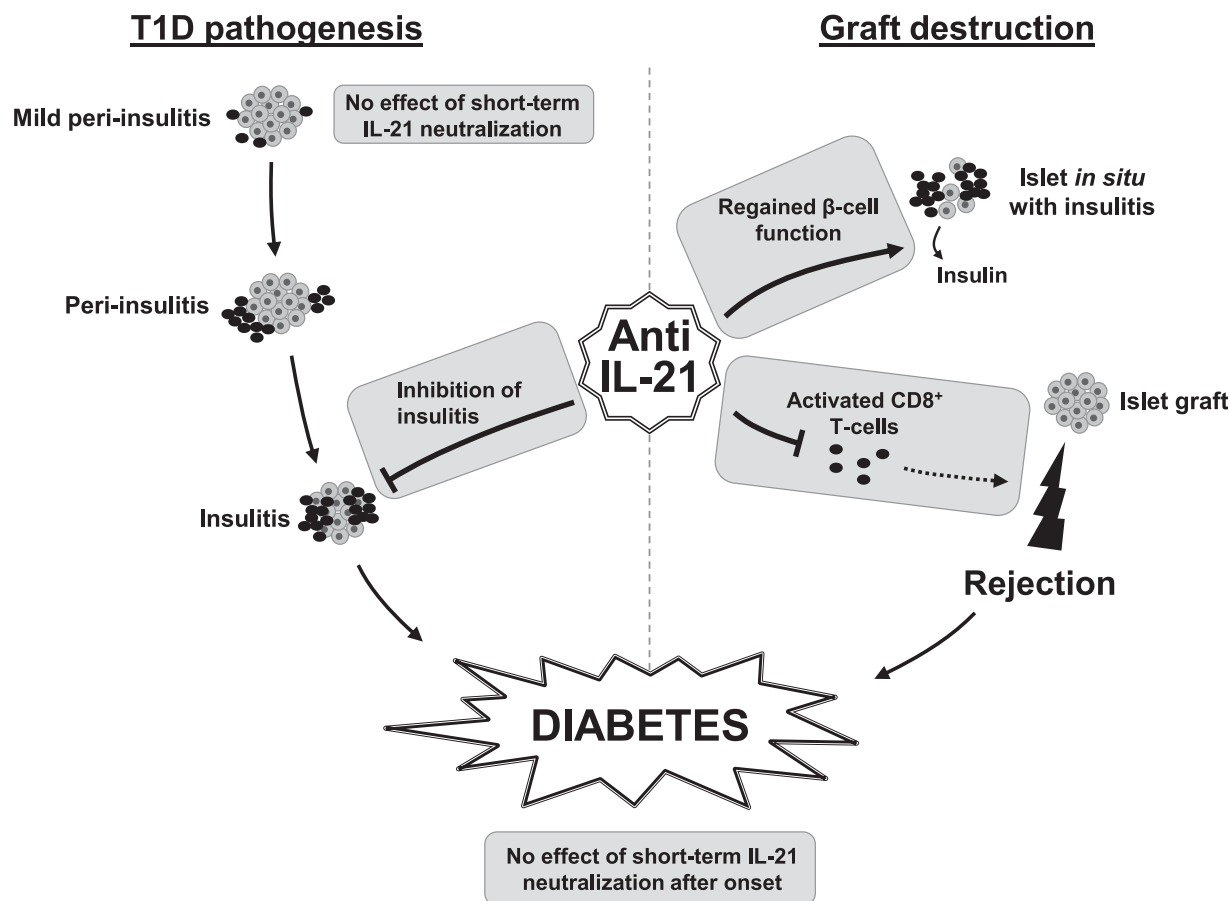 T1D pathogenesis
Graft destruction
Mild peri-insulitis
No effect of short-term
IL-21 neutralization
Regained β-cell
function
Islet in situ
with insulitis
Insulin
Peri-insulitis
Anti
IL-21
Inhibition of
insulitis
Activated CD8⁺
T-cells
Islet graft
Insulitis
Rejection
DIABETES
No effect of short-term IL-21
neutralization after onset